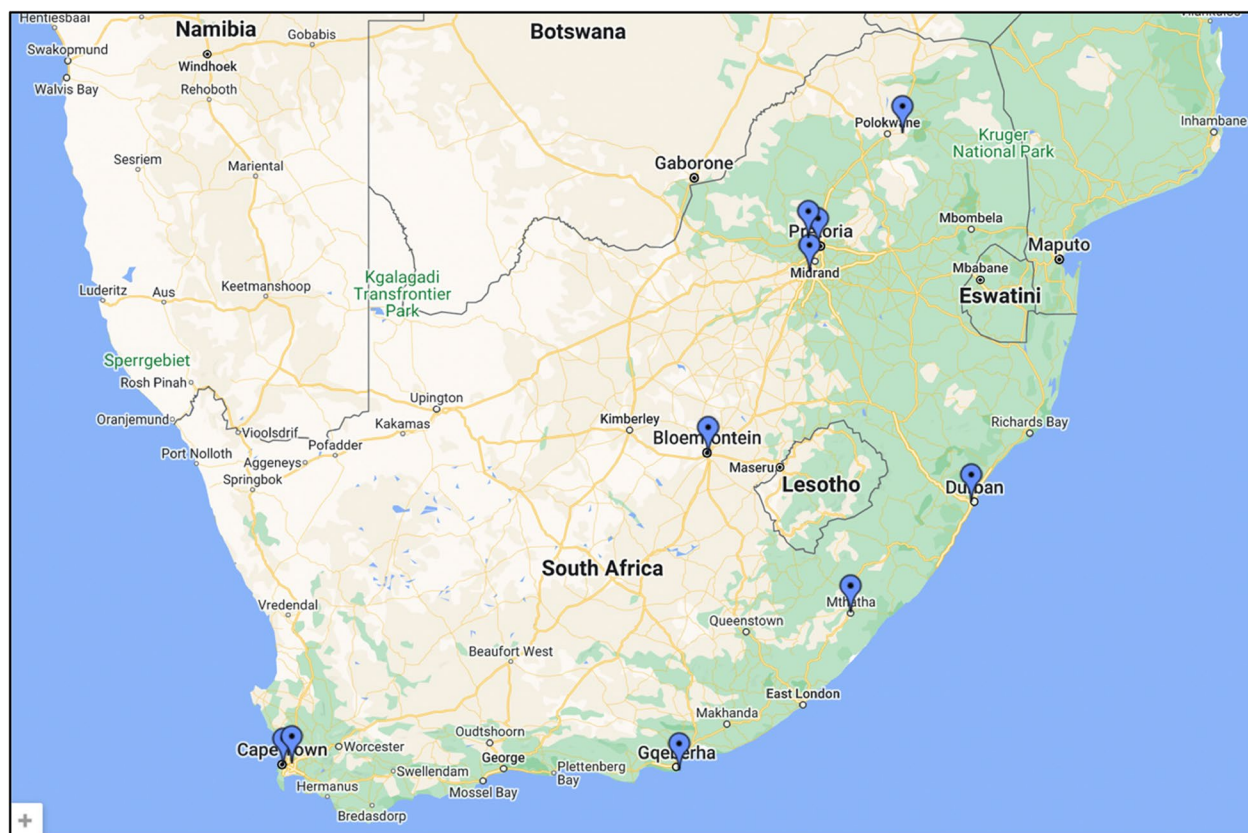 Hentiesbaai
Namibia
Gobabis
Botswana
Swakopmund
Windhoek
Walvis Bay
Rehoboth
Polokwane
Inhambane
Kruger
National Park
Sesriem
Mariental
Gaborone
Mbombela
Pretoria
Maputo
Midrand
Mbabane
Kgalagadi
Transfrontier
Park
Luderitz
Aus
Keetmanshoop
Eswatini
Sperrgebiet
Rosh Pinah
Upington
Oranjemund
Kakamas
Kimberley
Richards Bay
Vioolsdrif
Bloemfontein
Pofadder
Port Nolloth
Aggeneys
Maseru
Springbok
Lesotho
Durban
South Africa
Vredendal
Mthatha
Queenstown
Beaufort West
East London
Makhanda
Oudtshoorn
Cape Town
Worcester
George
Gqeberha
Swellendam
Plettenberg
Bay
Hermanus
Mossel Bay
Bredasdorp